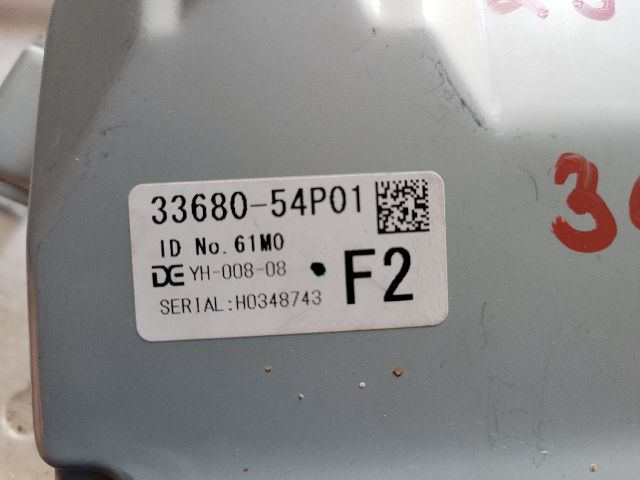 33680-54P01
ID No. 61M0
DE YH-008-08
F2
SERIAL:H0348743